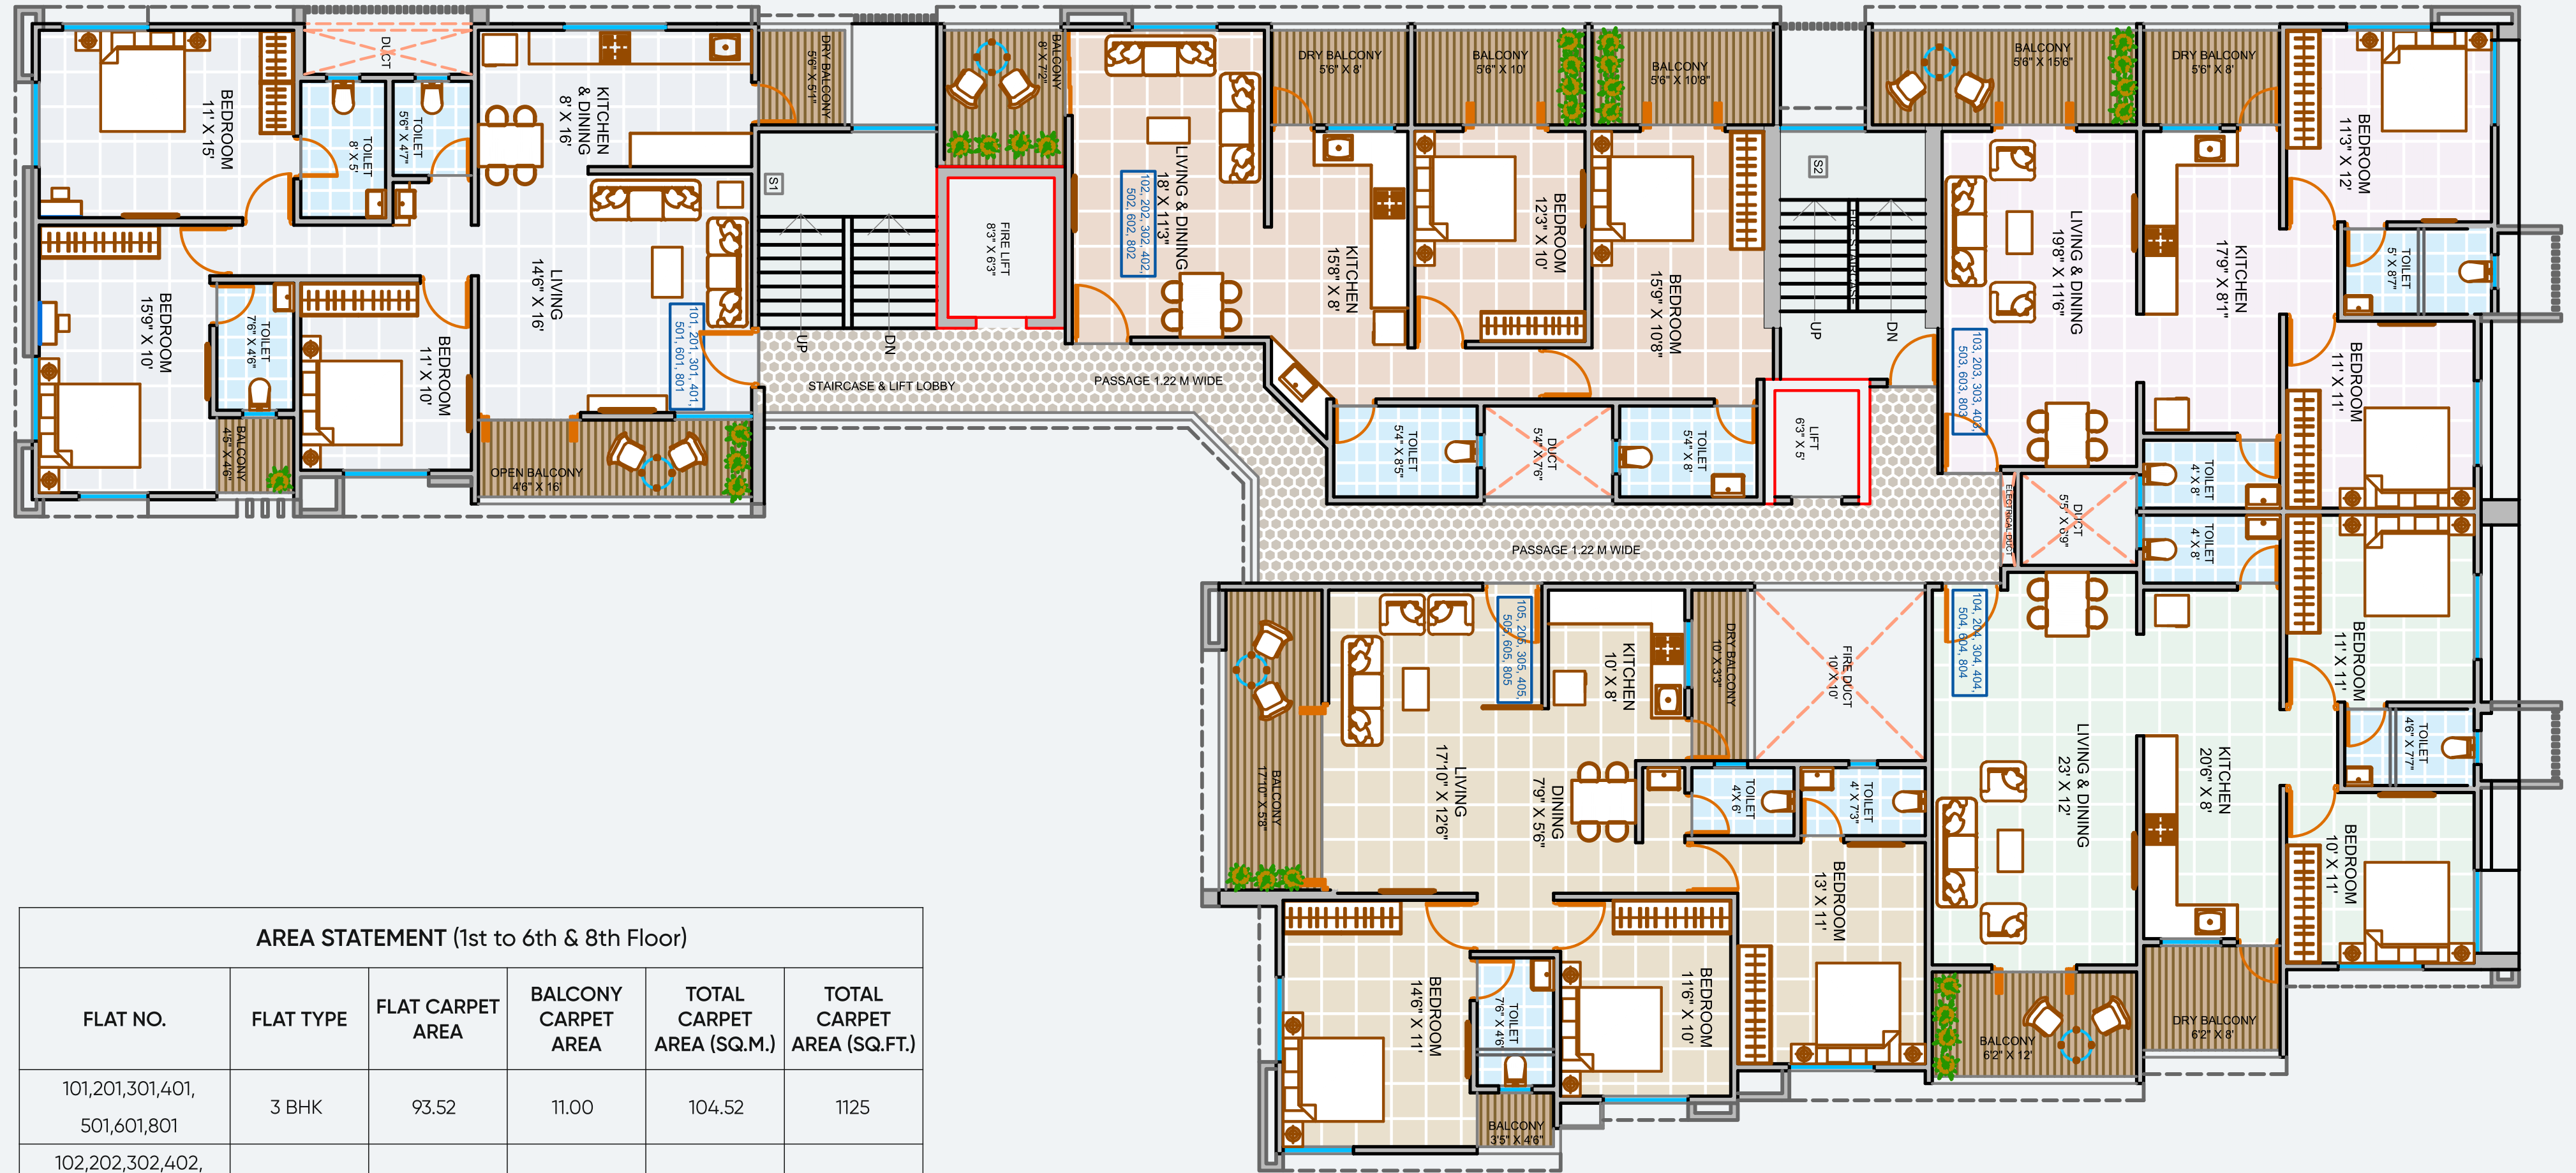 BEDROOM
11' X 15'
DUCT
TOILET
8' X 5'
TOILET
5'6" X 4'7"
KITCHEN
& DINING
8' X 16'
DRY BALCONY
5'6" X 5'1"
BEDROOM
15'9" X 10'
TOILET
7'6" X 4'6"
BALCONY
4'5" X 4'6"
BEDROOM
11' X 10'
LIVING
14'6" X 16'
101, 201, 301, 401,
501, 601, 801
OPEN BALCONY
4'6" X 16'
S1
UP
DN
STAIRCASE & LIFT LOBBY
FIRE LIFT
8'3" X 6'3"
BALCONY
8' X 7'2"
PASSAGE 1.22 M WIDE
LIVING & DINING
18' X 11'3"
102, 202, 302, 402,
502, 602, 802
DRY BALCONY
5'6" X 8'
KITCHEN
15'8" X 8'
BALCONY
5'6" X 10'
BEDROOM
12'3" X 10'
BALCONY
5'6" X 10'8"
BEDROOM
15'9" X 10'8"
TOILET
5'4" X 8'5"
DUCT
5'4" X 7'6"
TOILET
5'4" X 8'
LIFT
6'3" X 5'
S2
FIRE STAIRCASE
UP
DN
BALCONY
5'6" X 15'6"
DRY BALCONY
5'6" X 8'
LIVING & DINING
19'8" X 11'6"
103, 203, 303, 403,
503, 603, 803
KITCHEN
17'9" X 8'1"
BEDROOM
11'3" X 12'
TOILET
5' X 8'7"
BEDROOM
11' X 11'
TOILET
4' X 8'
ELECTRICAL DUCT
DUCT
5'5" X 6'9"
TOILET
4' X 8'
PASSAGE 1.22 M WIDE
104, 204, 304, 404,
504, 604, 804
LIVING & DINING
23' X 12'
KITCHEN
20'6" X 8'
BEDROOM
11' X 11'
TOILET
4'6" X 7'7"
BEDROOM
10' X 11'
BALCONY
6'2" X 12'
DRY BALCONY
6'2" X 8'
BALCONY
17'10" X 5'8"
LIVING
17'10" X 12'6"
105, 205, 305, 405,
505, 605, 805
KITCHEN
10' X 8'
DRY BALCONY
10' X 3'3"
FIRE DUCT
10' X 10'
DINING
7'9" X 5'6"
TOILET
4'X 6'
TOILET
4' X 7'3"
BEDROOM
13' X 11'
BEDROOM
14'6" X 11'
TOILET
7'6" X 4'6"
BEDROOM
11'6" X 10'
BALCONY
3'5" X 4'6"
AREA STATEMENT (1st to 6th & 8th Floor)
FLAT NO.
FLAT TYPE
FLAT CARPET
AREA
BALCONY
CARPET
AREA
TOTAL
CARPET
AREA (SQ.M.)
TOTAL
CARPET
AREA (SQ.FT.)
101,201,301,401,
501,601,801
3 BHK
93.52
11.00
104.52
1125
102,202,302,402,